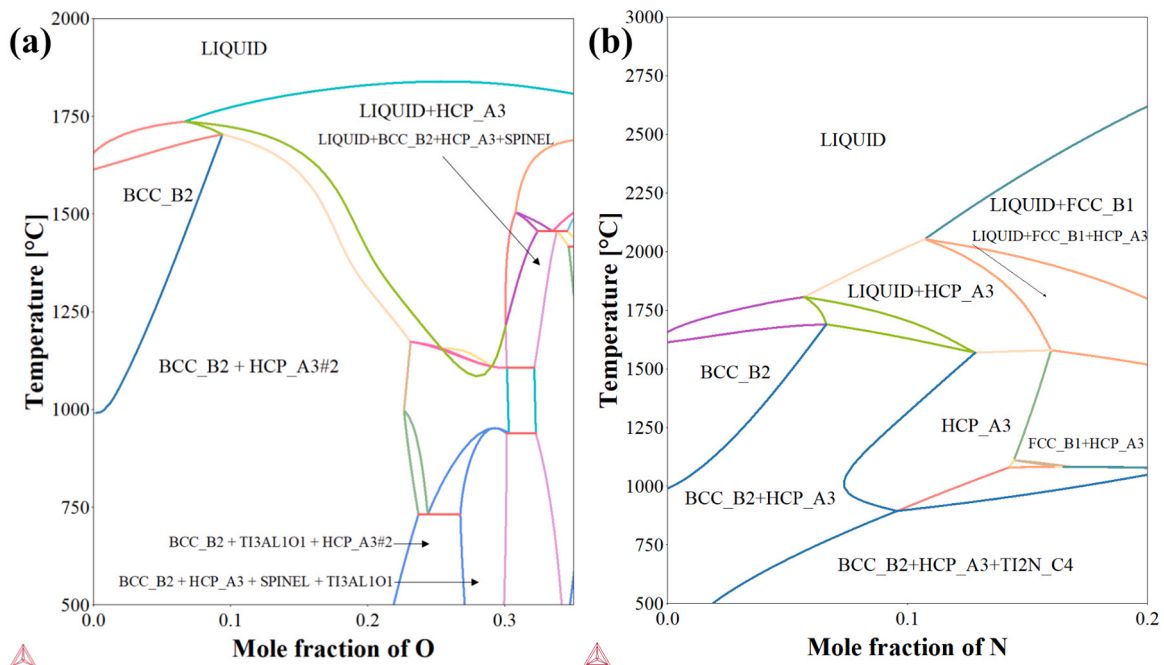 (a)
2000
1750
1500
1250
1000
750
500
Temperature [°C]
LIQUID
LIQUID+HCP_A3
LIQUID+BCC_B2+HCP_A3+SPINEL
BCC_B2
BCC_B2 + HCP_A3#2
BCC_B2 + TI3AL1O1 + HCP_A3#2
BCC_B2 + HCP_A3 + SPINEL + TI3AL1O1
0.0
0.1
0.2
0.3
Mole fraction of O
(b)
3000
2750
2500
2250
2000
1750
1500
1250
1000
750
500
Temperature [°C]
LIQUID
LIQUID+FCC_B1
LIQUID+FCC_B1+HCP_A3
LIQUID+HCP_A3
BCC_B2
HCP_A3
FCC_B1+HCP_A3
BCC_B2+HCP_A3
BCC_B2+HCP_A3+TI2N_C4
0.0
0.1
0.2
Mole fraction of N